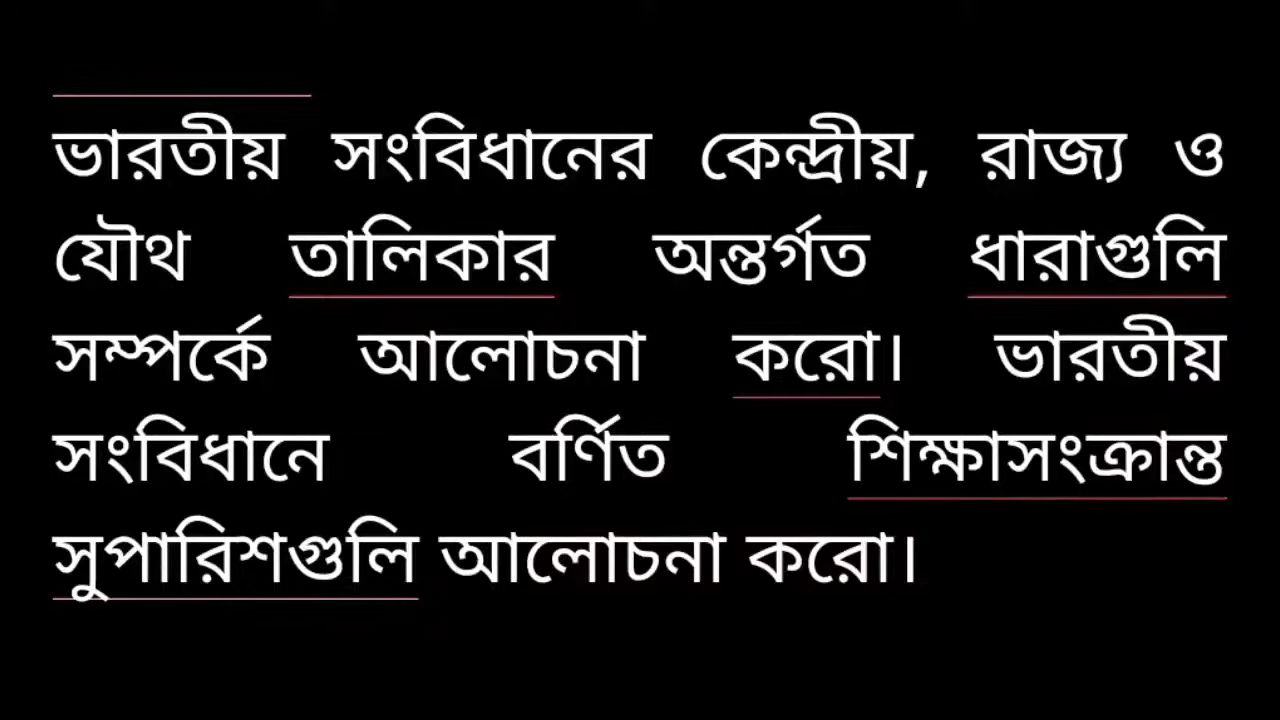 ভারতীয় সংবিধানের কেন্দ্রীয়, রাজ্য ও
যৌথ তালিকার অন্তর্গত ধারাগুলি
সম্পর্কে আলোচনা করো। ভারতীয়
সংবিধানে বর্ণিত শিক্ষাসংক্রান্ত
সুপারিশগুলি আলোচনা করো।